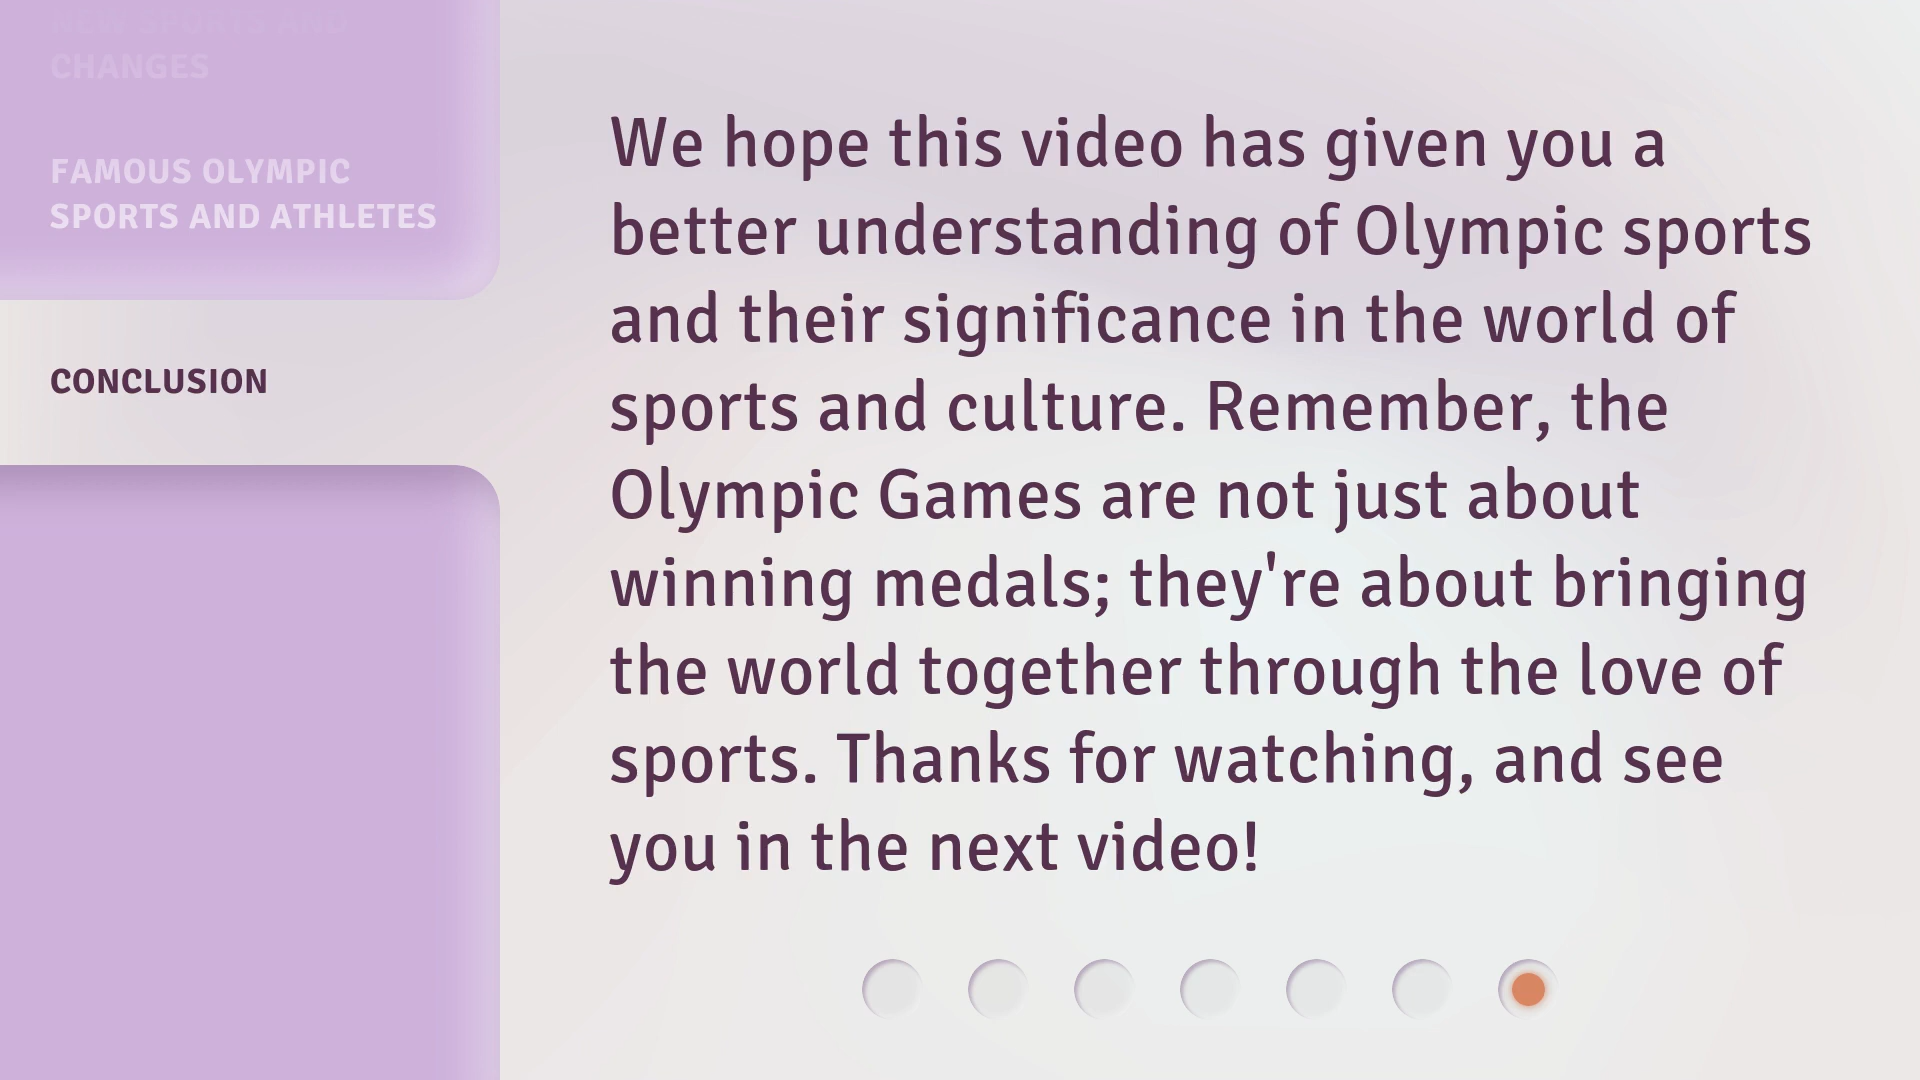 NEW SPORTS AND
CHANGES
FAMOUS OLYMPIC
SPORTS AND ATHLETES
CONCLUSION
We hope this video has given you a
better understanding of Olympic sports
and their significance in the world of
sports and culture. Remember, the
Olympic Games are not just about
winning medals; they're about bringing
the world together through the love of
sports. Thanks for watching, and see
you in the next video!